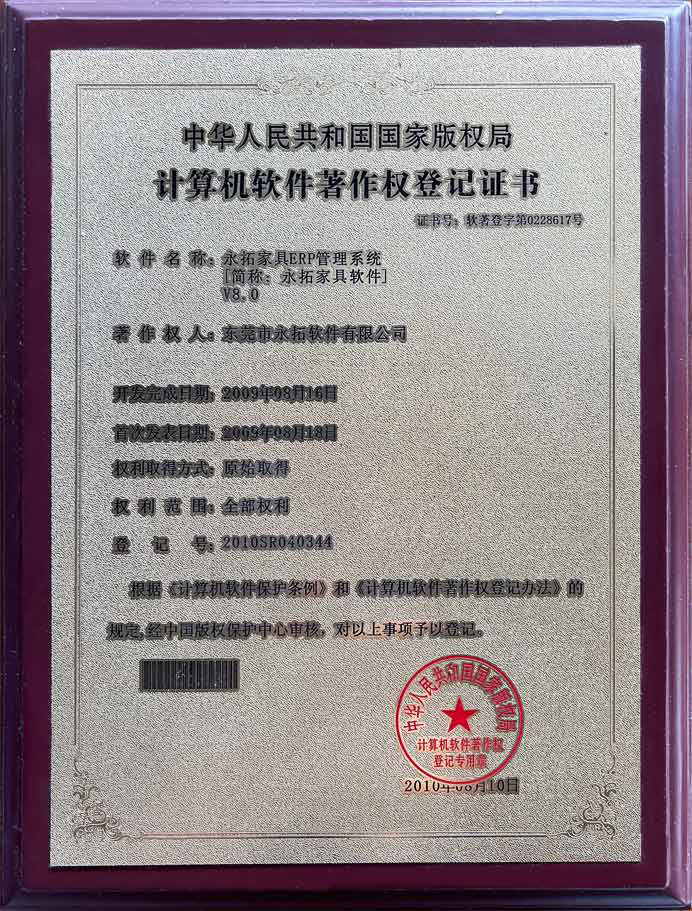 中华人民共和国国家版权局
计算机软件著作权登记证书
证书号：软著登字第0228617号
软件名称：永拓家具ERP管理系统
[简称：永拓家具软件]
V8.0
著作权人：东莞市永拓软件有限公司
开发完成日期：2009年08月16日
首次发表日期：2009年08月18日
权利取得方式：原始取得
权利范围：全部权利
登记号：2010SR040344
根据《计算机软件保护条例》和《计算机软件著作权登记办法》的
规定,经中国版权保护中心审核，对以上事项予以登记。
中华人民共和国国家版权局
计算机软件著作权
登记专用章
2010年08月10日